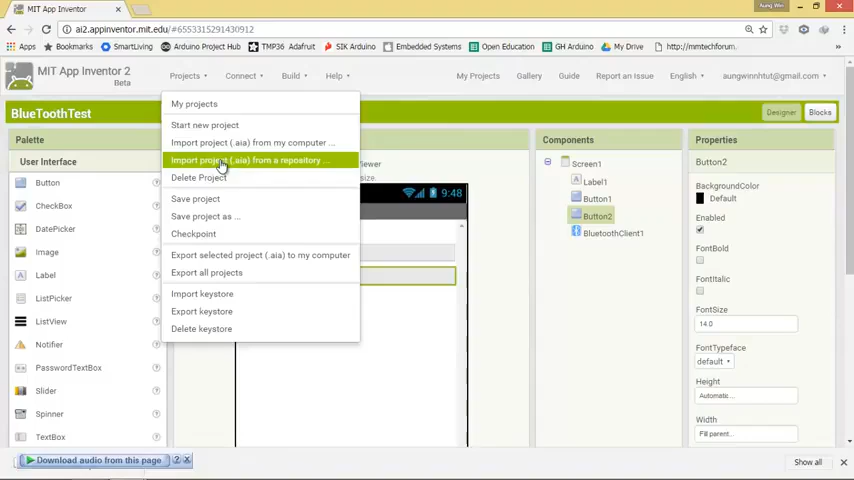 Aung Win
MIT App Inventor
ai2.appinventor.mit.edu/#6553315291430912
Apps
Bookmarks
SmartLiving
Arduino Project Hub
TMP36 Adafruit
SIK Arduino
Embedded Systems
Open Education
GH Arduino
My Drive
http://mmtechforum.
MIT App Inventor 2
Beta
Projects
Connect
Build
Help
My Projects
Gallery
Guide
Report an Issue
English
aungwinnhtut@gmail.com
BlueToothTest
Designer
Blocks
My projects
Start new project
Import project (.aia) from my computer ...
Import project (.aia) from a repository ...
Delete Project
Save project
Save project as ...
Checkpoint
Export selected project (.aia) to my computer
Export all projects
Import keystore
Export keystore
Delete keystore
Palette
User Interface
Button
CheckBox
DatePicker
Image
Label
ListPicker
ListView
Notifier
PasswordTextBox
Slider
Spinner
TextBox
size.
9:48
Components
Screen1
Label1
Button1
Button2
BluetoothClient1
Properties
Button2
BackgroundColor
Default
Enabled
FontBold
FontItalic
FontSize
14.0
FontTypeface
default
Height
Automatic...
Width
Fill parent...
Download audio from this page
?
Show all